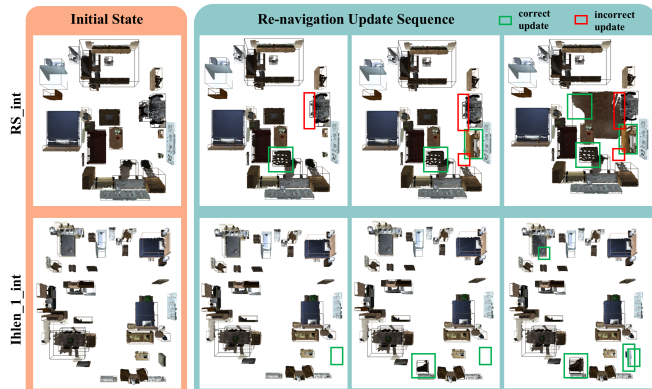 Initial State
Re-navigation Update Sequence
correct
update
incorrect
update
RS_int
Ihlen_1_int